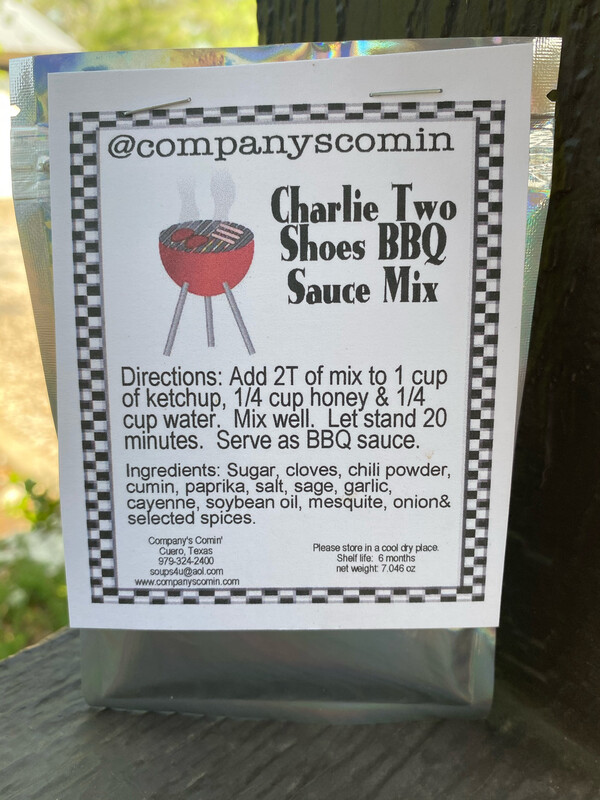 @companyscomin
Charlie Two
Shoes BBQ
Sauce Mix
Directions: Add 2T of mix to 1 cup
of ketchup, 1/4 cup honey & 1/4
cup water.  Mix well.  Let stand 20
minutes.  Serve as BBQ sauce.
Ingredients: Sugar, cloves, chili powder,
cumin, paprika, salt, sage, garlic,
cayenne, soybean oil, mesquite, onion&
selected spices.
Company's Comin'
Cuero, Texas
979-324-2400
soups4u@aol.com
www.companyscomin.com
Please store in a cool dry place.
Shelf life:  6 months
net weight: 7.046 oz